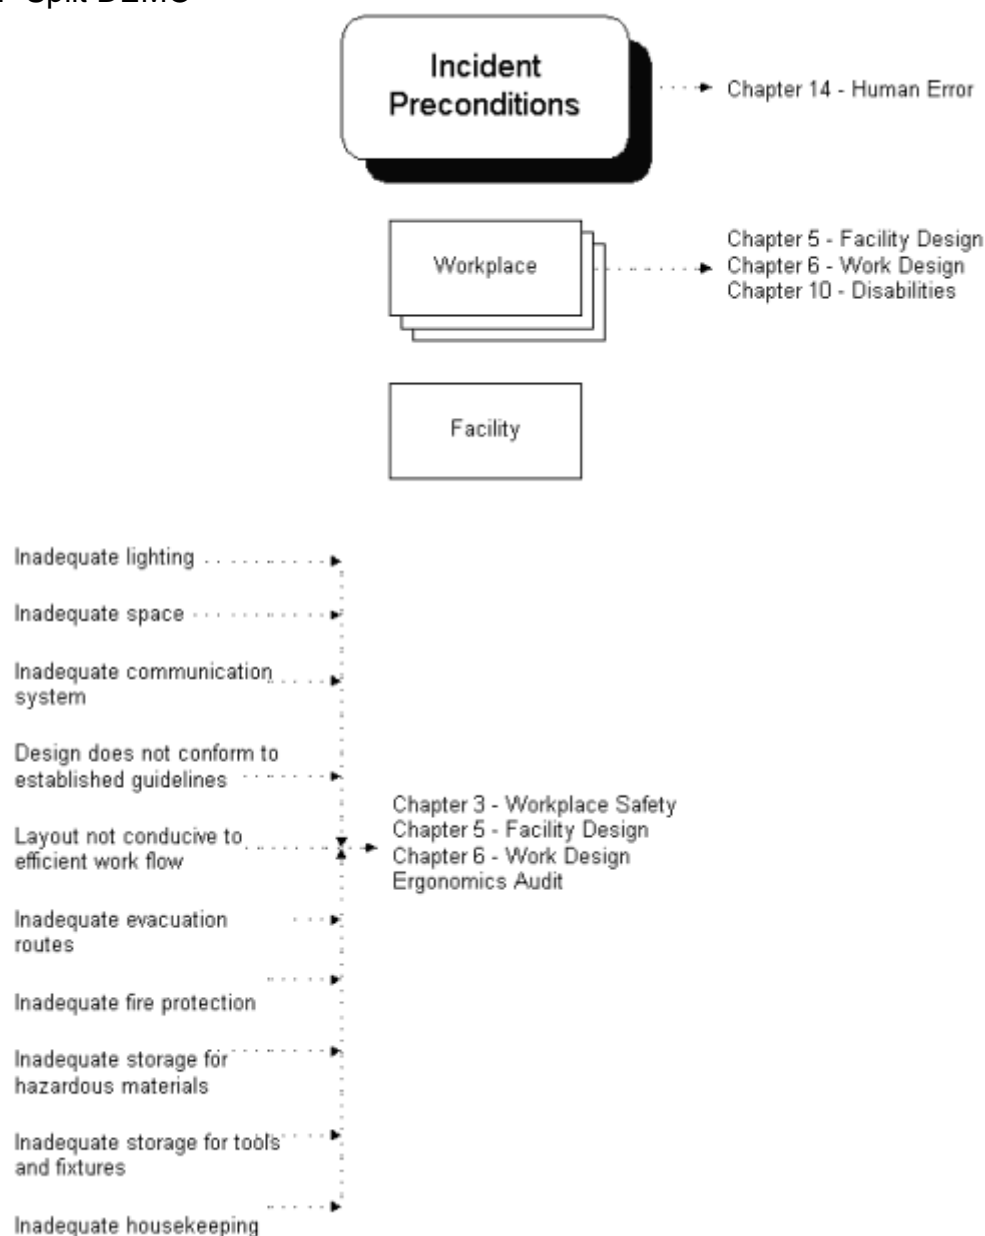 Split DEMO
Incident
Preconditions
Chapter 14 - Human Error
Workplace
Chapter 5 - Facility Design
Chapter 6 - Work Design
Chapter 10 - Disabilities
Facility
Inadequate lighting
Inadequate space
Inadequate communication
system
Design does not conform to
established guidelines
Layout not conducive to
efficient work flow
Chapter 3 - Workplace Safety
Chapter 5 - Facility Design
Chapter 6 - Work Design
Ergonomics Audit
Inadequate evacuation
routes
Inadequate fire protection
Inadequate storage for
hazardous materials
Inadequate storage for tools
and fixtures
Inadequate housekeeping